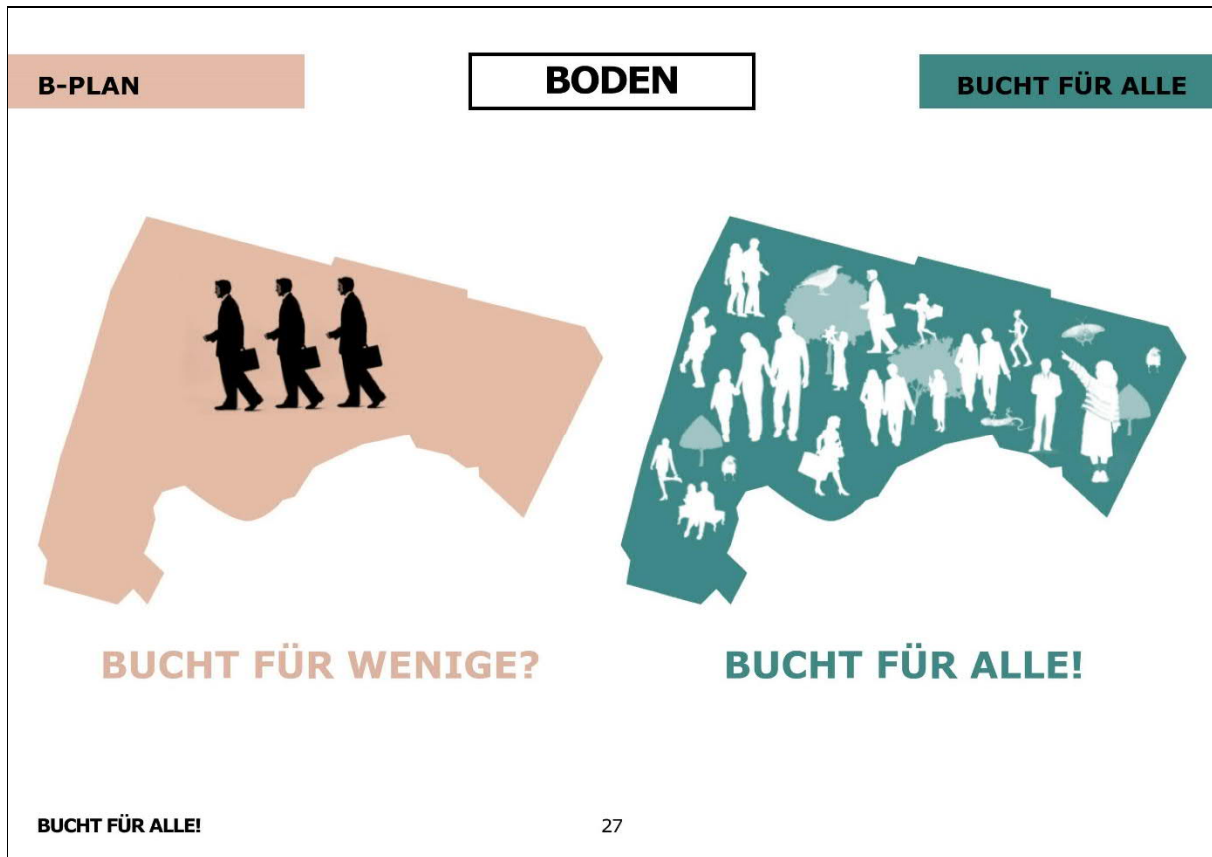 B-PLAN
BODEN
BUCHT FÜR ALLE
BUCHT FÜR WENIGE?
BUCHT FÜR ALLE!
BUCHT FÜR ALLE!
27